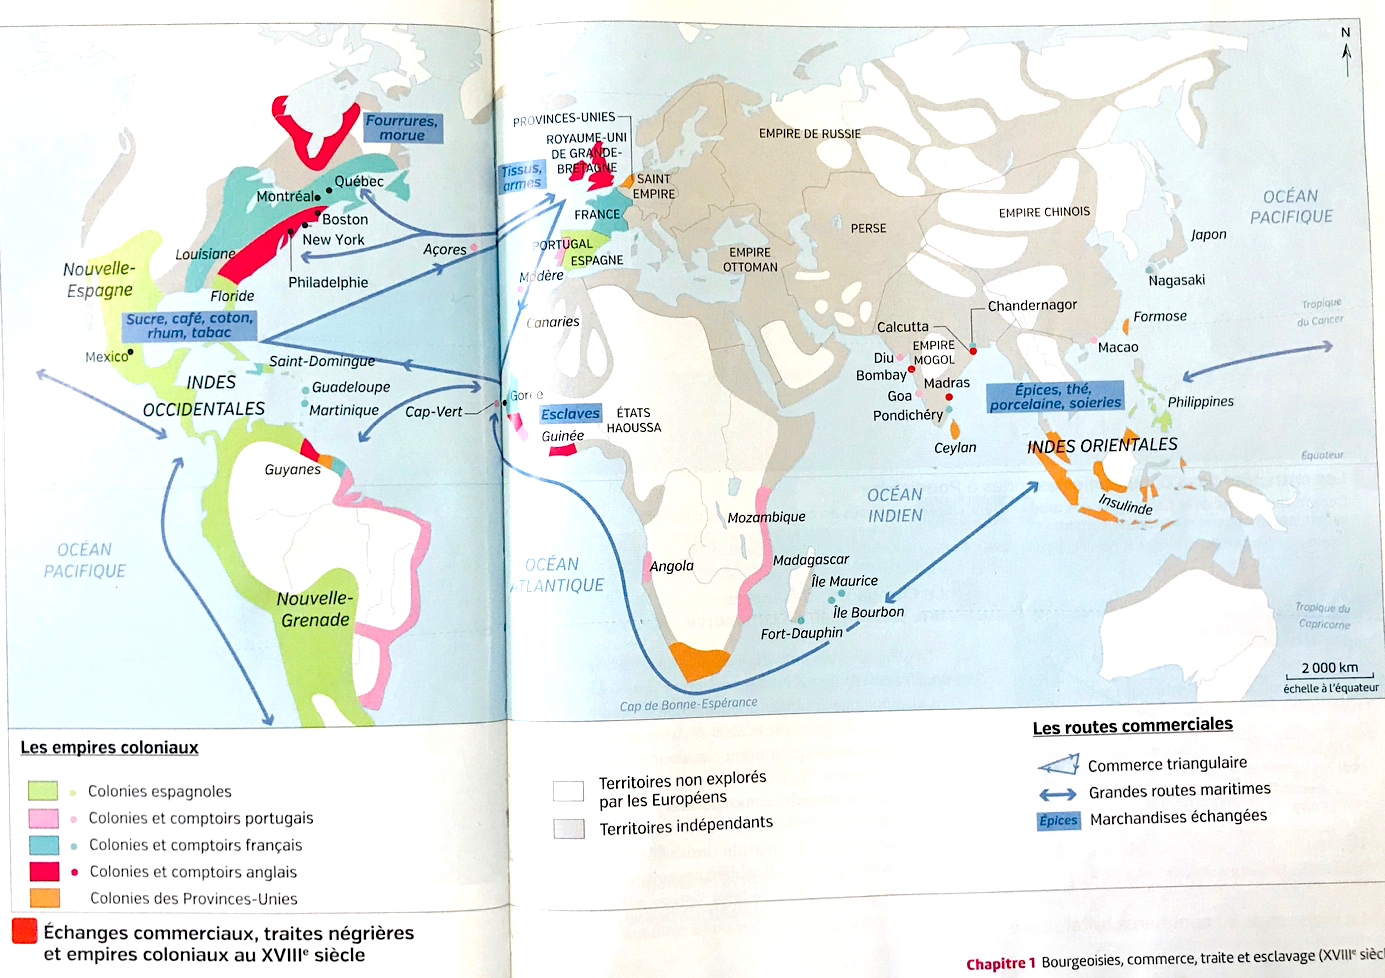 N
Fourrures,
morue
PROVINCES-UNIES
ROYAUME-UNI
DE GRANDE-
BRETAGNE
EMPIRE DE RUSSIE
Tissus,
armes
SAINT
EMPIRE
Québec
Montréal
Boston
New York
FRANCE
EMPIRE CHINOIS
OCÉAN
PACIFIQUE
PERSE
Japon
Louisiane
Açores
PORTUGAL
ESPAGNE
EMPIRE
OTTOMAN
Nouvelle-
Espagne
Philadelphie
Madère
Nagasaki
Floride
Chandernagor
Tropique
du Cancer
Sucre, café, coton,
rhum, tabac
Canaries
Calcutta
Formose
Mexico
Saint-Domingue
Diu
EMPIRE
MOGOL
Macao
Bombay
INDES
OCCIDENTALES
Guadeloupe
Martinique
Cap-Vert
Gorée
Madras
Goa
Pondichéry
Épices, thé,
porcelaine, soieries
Philippines
Esclaves
ÉTATS
HAOUSSA
Guinée
Ceylan
INDES ORIENTALES
Équateur
Guyanes
OCÉAN
INDIEN
Insulinde
Mozambique
OCÉAN
PACIFIQUE
OCÉAN
ATLANTIQUE
Angola
Madagascar
Île Maurice
Île Bourbon
Nouvelle-
Grenade
Fort-Dauphin
Tropique du
Capricorne
2 000 km
échelle à l'équateur
Cap de Bonne-Espérance
Les empires coloniaux
Colonies espagnoles
Colonies et comptoirs portugais
Colonies et comptoirs français
Colonies et comptoirs anglais
Colonies des Provinces-Unies
Territoires non explorés
par les Européens
Territoires indépendants
Les routes commerciales
Commerce triangulaire
Grandes routes maritimes
Épices
Marchandises échangées
Échanges commerciaux, traites négrières
et empires coloniaux au XVIIIe siècle
Chapitre 1 Bourgeoisies, commerce, traite et esclavage (XVIIIe siècl